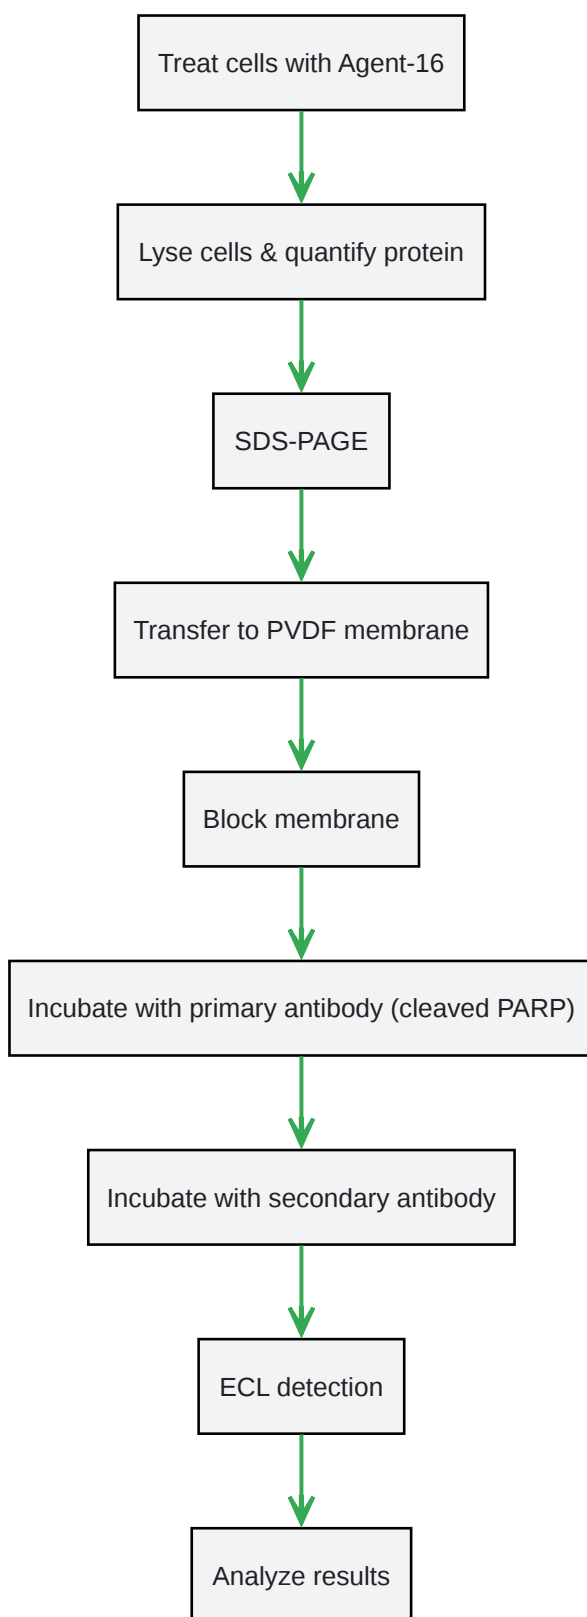 Treat cells with Agent-16
Lyse cells & quantify protein
SDS-PAGE
Transfer to PVDF membrane
Block membrane
Incubate with primary antibody (cleaved PARP)
Incubate with secondary antibody
ECL detection
Analyze results